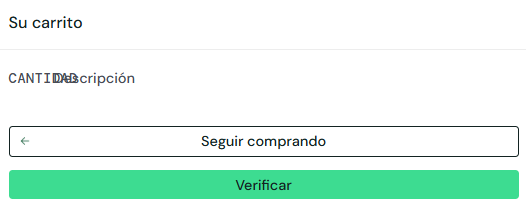 Su carrito
CANTIDAD Descripción
Seguir comprando
Verificar